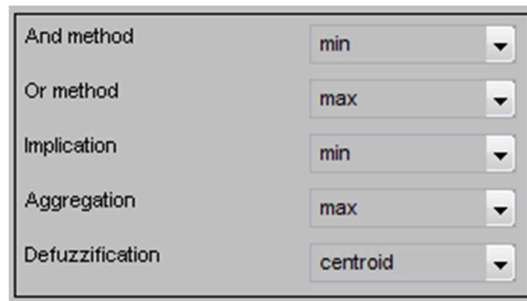 And method min
Or method max
Implication min
Aggregation max
Defuzzification centroid